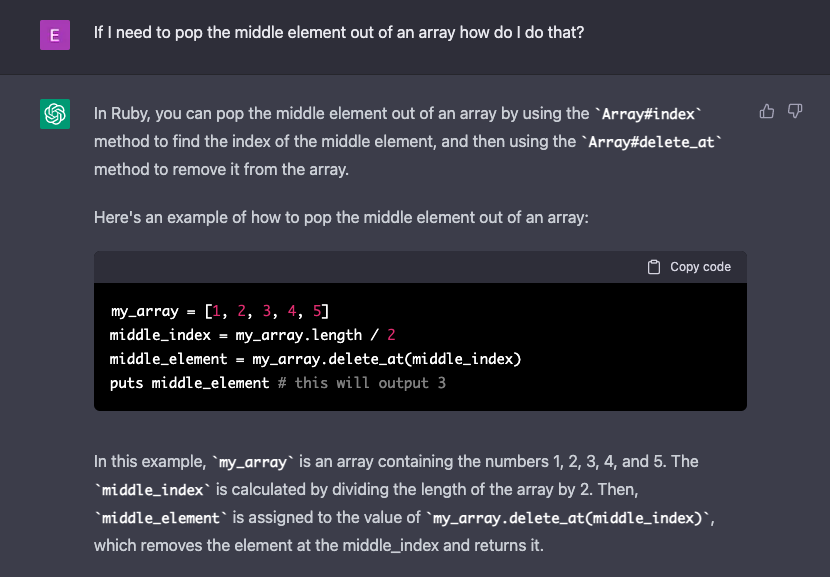 E
If I need to pop the middle element out of an array how do I do that?
In Ruby, you can pop the middle element out of an array by using the `Array#index`
method to find the index of the middle element, and then using the `Array#delete_at`
method to remove it from the array.
Here's an example of how to pop the middle element out of an array:
Copy code
my_array = [1, 2, 3, 4, 5]
middle_index = my_array.length / 2
middle_element = my_array.delete_at(middle_index)
puts middle_element # this will output 3
In this example, `my_array` is an array containing the numbers 1, 2, 3, 4, and 5. The
`middle_index` is calculated by dividing the length of the array by 2. Then,
`middle_element` is assigned to the value of `my_array.delete_at(middle_index)`,
which removes the element at the middle_index and returns it.